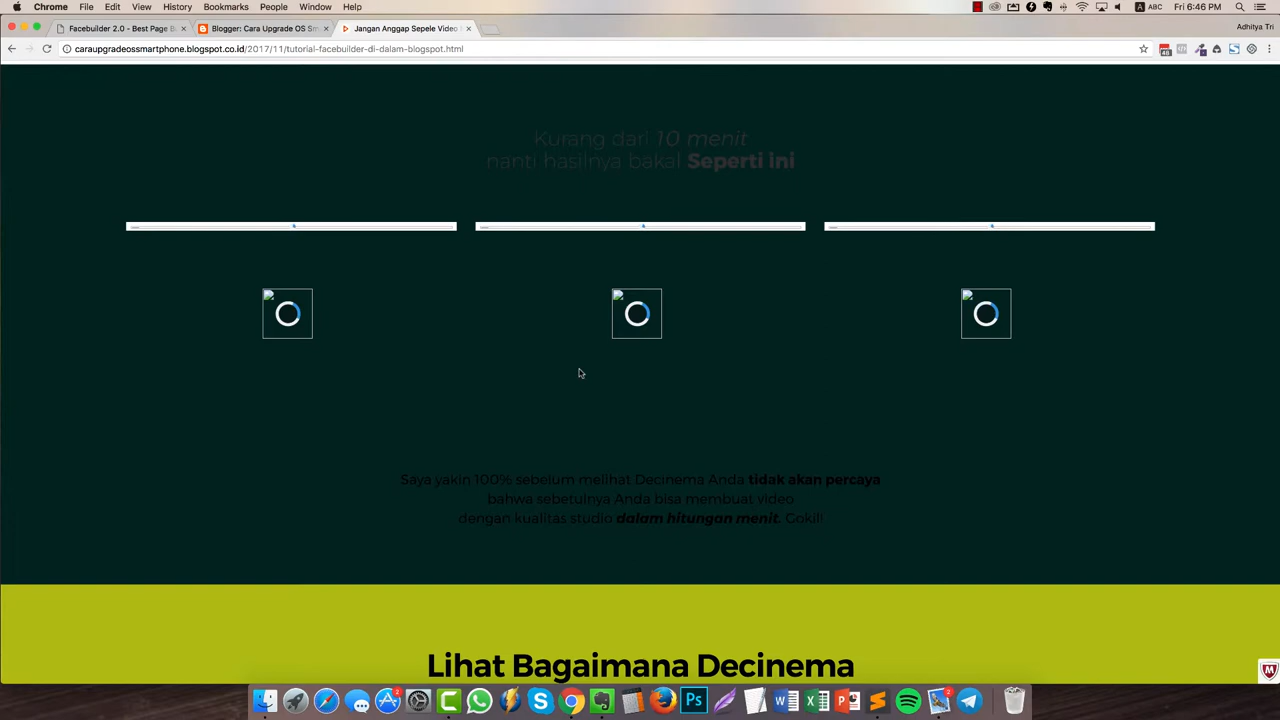 Chrome File Edit View History Bookmarks People Window Help
ABC Fri 6:46 PM
Facebuilder 2.0 - Best Page B
Blogger: Cara Upgrade OS Sm
Jangan Anggap Sepele Video
Adhitya Tri
caraupgradeossmartphone.blogspot.co.id/2017/11/tutorial-facebuilder-di-dalam-blogspot.html
Kurang dari 10 menit
nanti hasilnya bakal Seperti ini
Saya yakin 100% sebelum melihat Decinema Anda tidak akan percaya
bahwa sebetulnya Anda bisa membuat video
dengan kualitas studio dalam hitungan menit. Gokil!
Lihat Bagaimana Decinema